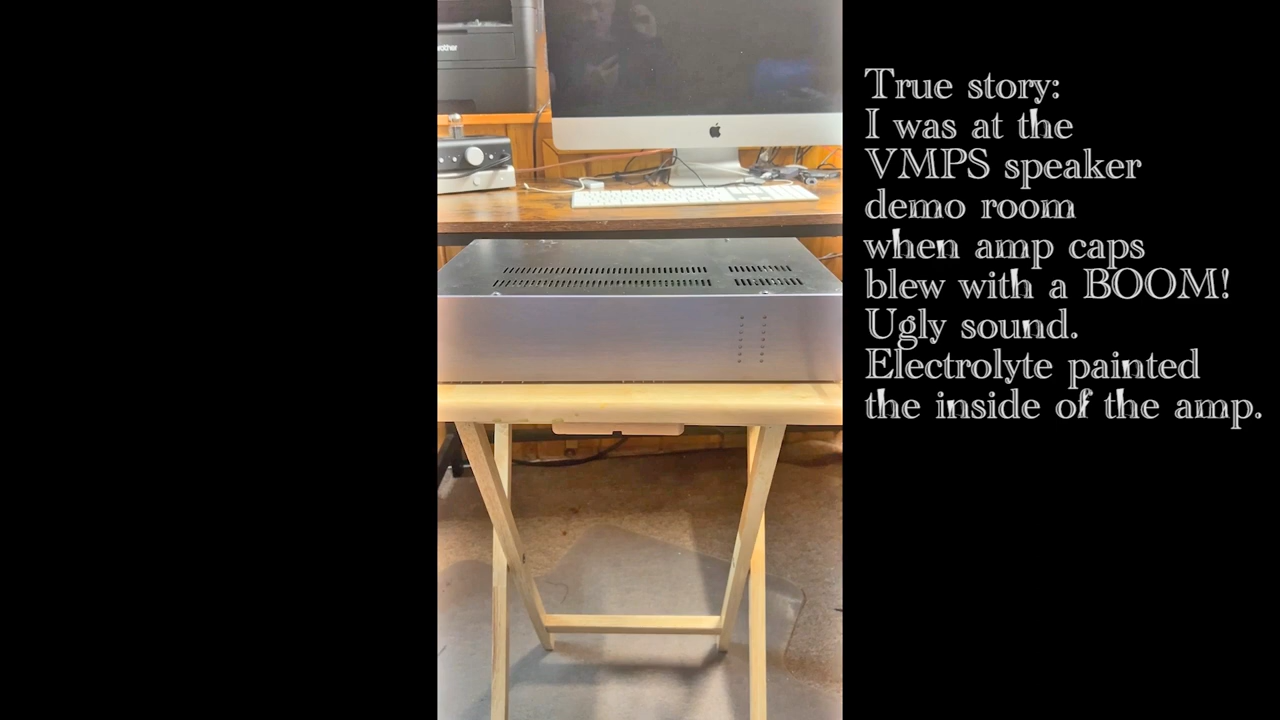 True story:
I was at the
VMPS speaker
demo room
when amp caps
blew with a BOOM!
Ugly sound.
Electrolyte painted
the inside of the amp.